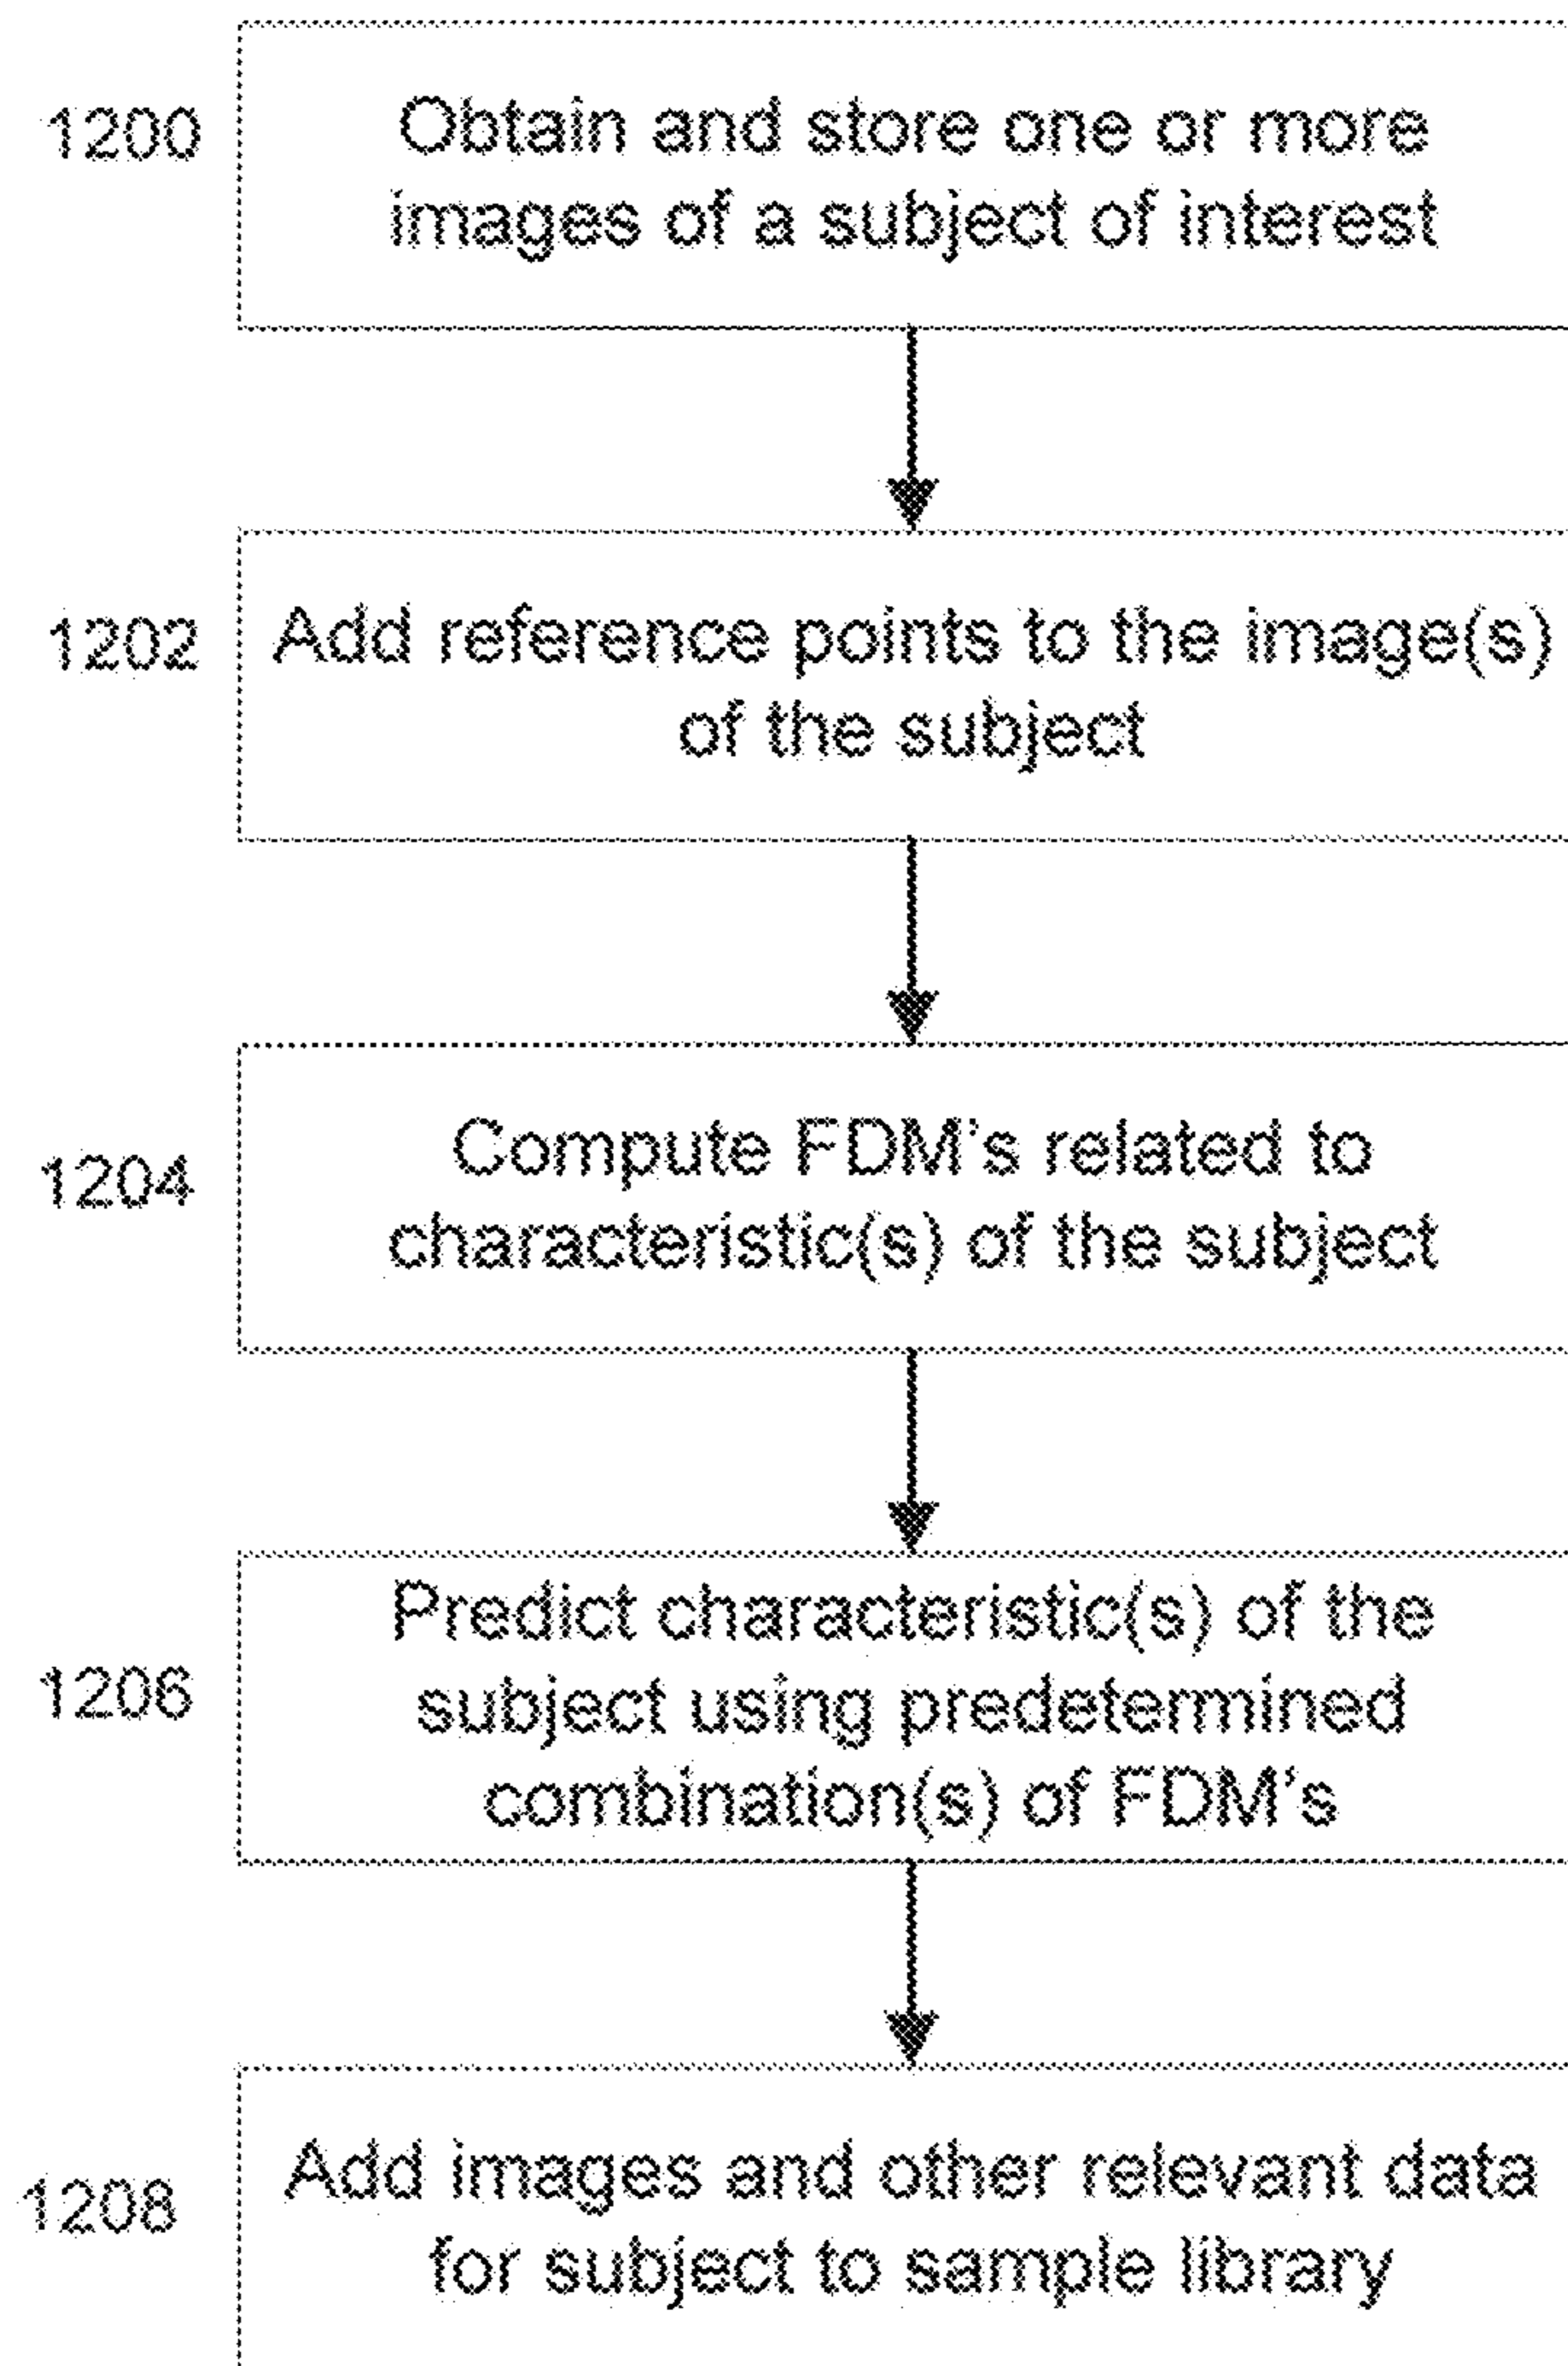 1200
Obtain and store one or more
images of a subject of interest
1202
Add reference points to the image(s)
of the subject
1204
Compute FDM's related to
characteristic(s) of the subject
1206
Predict characteristic(s) of the
subject using predetermined
combination(s) of FDM's
1208
Add images and other relevant data
for subject to sample library